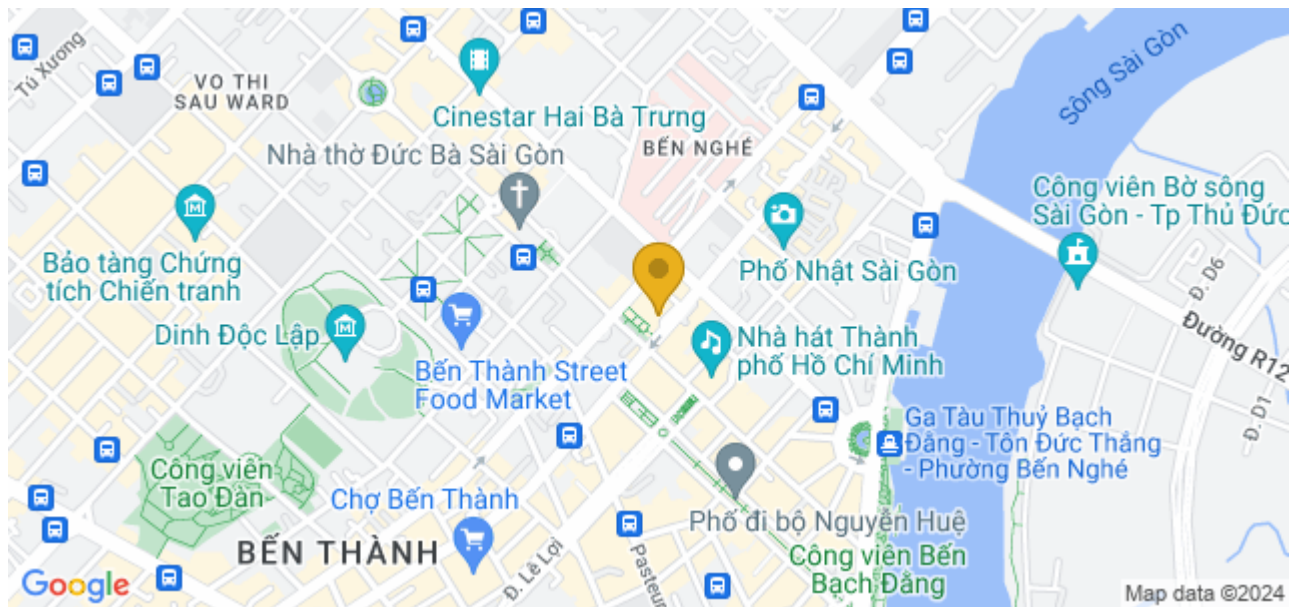 Tú Xương
VO THI
SAU WARD
Cinestar Hai Bà Trưng
Nhà thờ Đức Bà Sài Gòn
BẾN NGHÉ
Sông Sài Gòn
Công viên Bờ sông
Sài Gòn - Tp Thủ Đức
Bảo tàng Chứng
tích Chiến tranh
Phố Nhật Sài Gòn
Đ. D6
Dinh Độc Lập
Nhà hát Thành
phố Hồ Chí Minh
Đường R12
Bến Thành Street
Food Market
Đ. D1
Ga Tàu Thuỷ Bạch
Đằng - Tôn Đức Thắng
- Phường Bến Nghé
Công viên
Tao Đàn
Chợ Bến Thành
Phố đi bộ Nguyễn Huệ
BẾN THÀNH
Đ. Lê Lợi
Pasteur
Công viên Bến
Bạch Đằng
Google
Map data ©2024